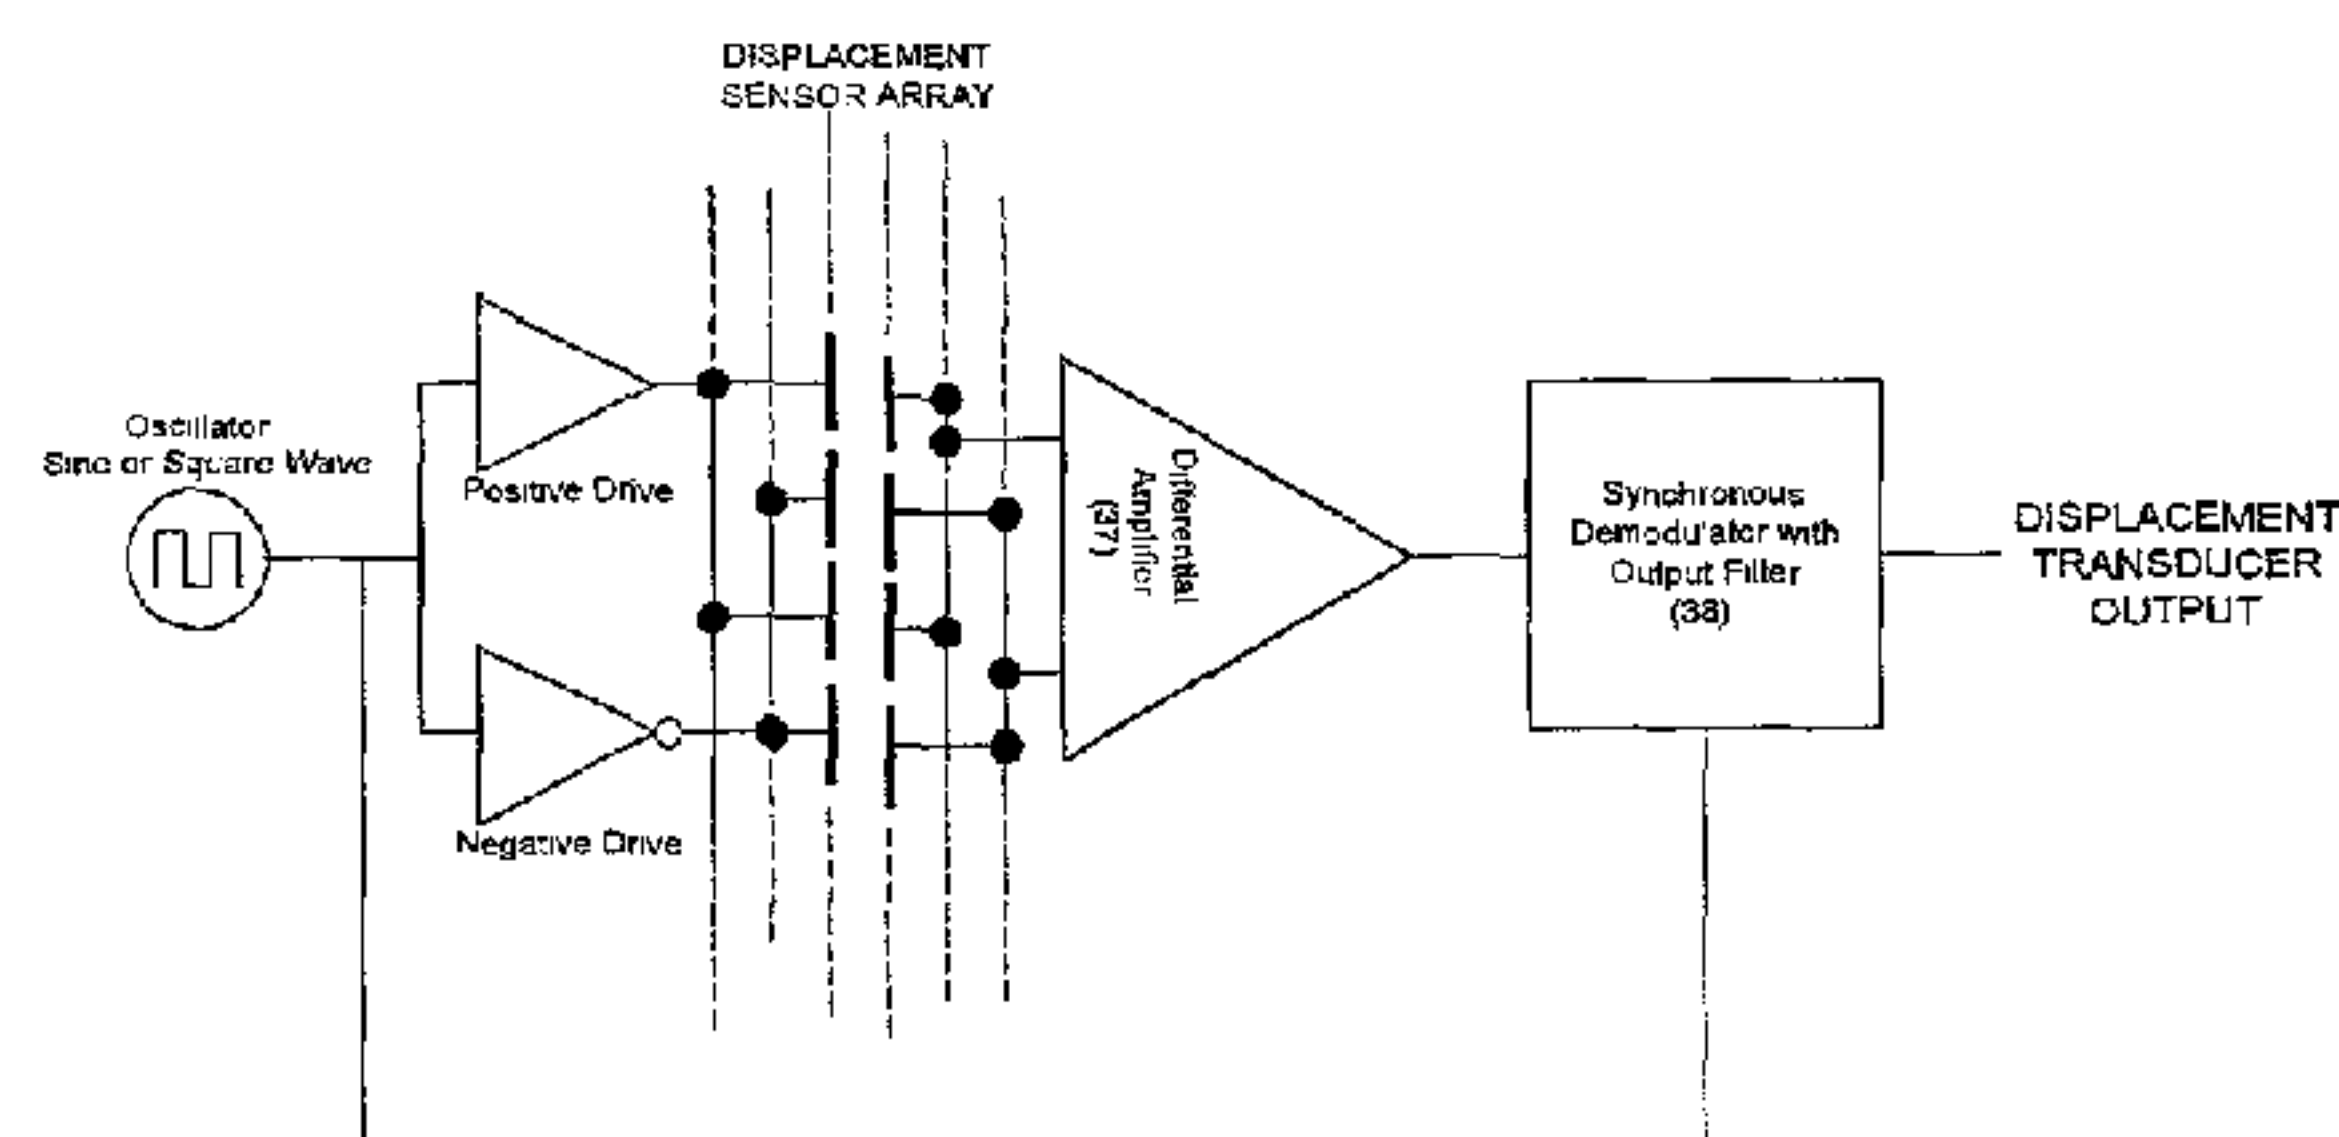 DISPLACEMENT
SENSOR ARRAY
Oscillator
Sine or Square Wave
Positive Drive
Negative Drive
Differential
Amplifier
(37)
Synchronous
Demodulator with
Output Filter
(38)
DISPLACEMENT
TRANSDUCER
OUTPUT